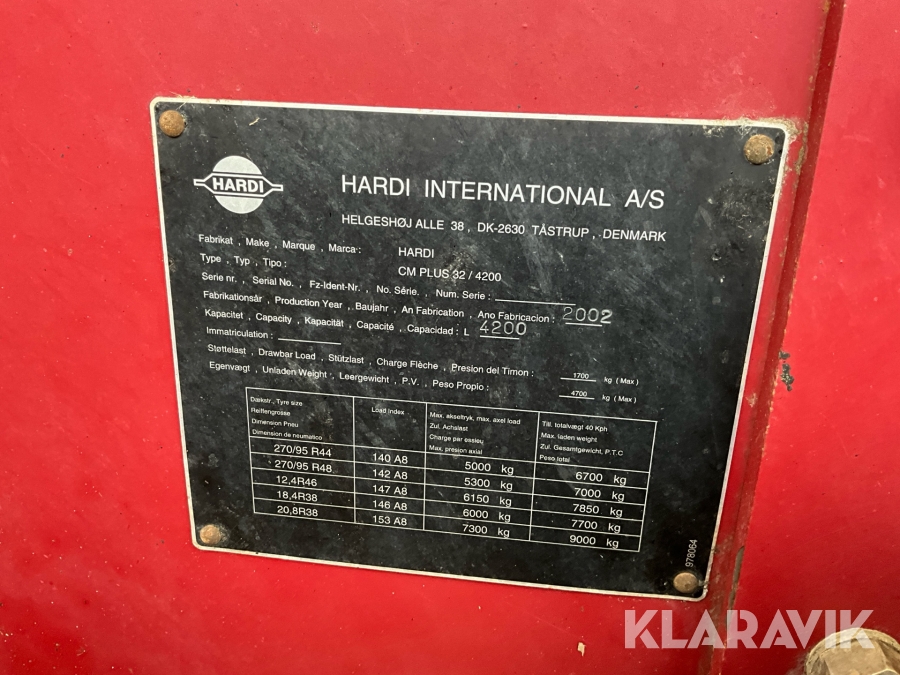 HARDI
HARDI INTERNATIONAL A/S
HELGESHØJ ALLE 38, DK-2630 TÅSTRUP, DENMARK
Fabrikat, Make, Marque, Marca: HARDI
Type, Typ, Tipo: CM PLUS 32/4200
Serie nr., Serial No., Fz-Ident-Nr., No. Série., Num. Serie:
Fabrikationsår, Production Year, Baujahr, An Fabrication, Ano Fabricacion: 2002
Kapacitet, Capacity, Kapacität, Capacité, Capacidad: L 4200
Immatriculation:
Støttelast, Drawbar Load, Stützlast, Charge Flèche, Presion del Timon: 1700 kg (Max)
Egenvægt, Unladen Weight, Leergewicht, P.V., Peso Propio: 4700 kg (Max)
Dækstr., Tyre size
Reiffengrosse
Dimension Pneu
Dimension de neumatico
Load Index
Max. akseltryk, max. axel load
Zul. Achslast
Charge par essieu
Max. presion axial
Till. totalvægt 40 Kph
Max. laden weight
Zul. Gesamtgewicht, P.T.C
Peso total
270/95 R44 140 A8 5000 kg 6700 kg
270/95 R48 142 A8 5300 kg 7000 kg
12,4R46 147 A8 6150 kg 7850 kg
18,4R38 146 A8 6000 kg 7700 kg
20,8R38 153 A8 7300 kg 9000 kg
978064
KLARAVIK